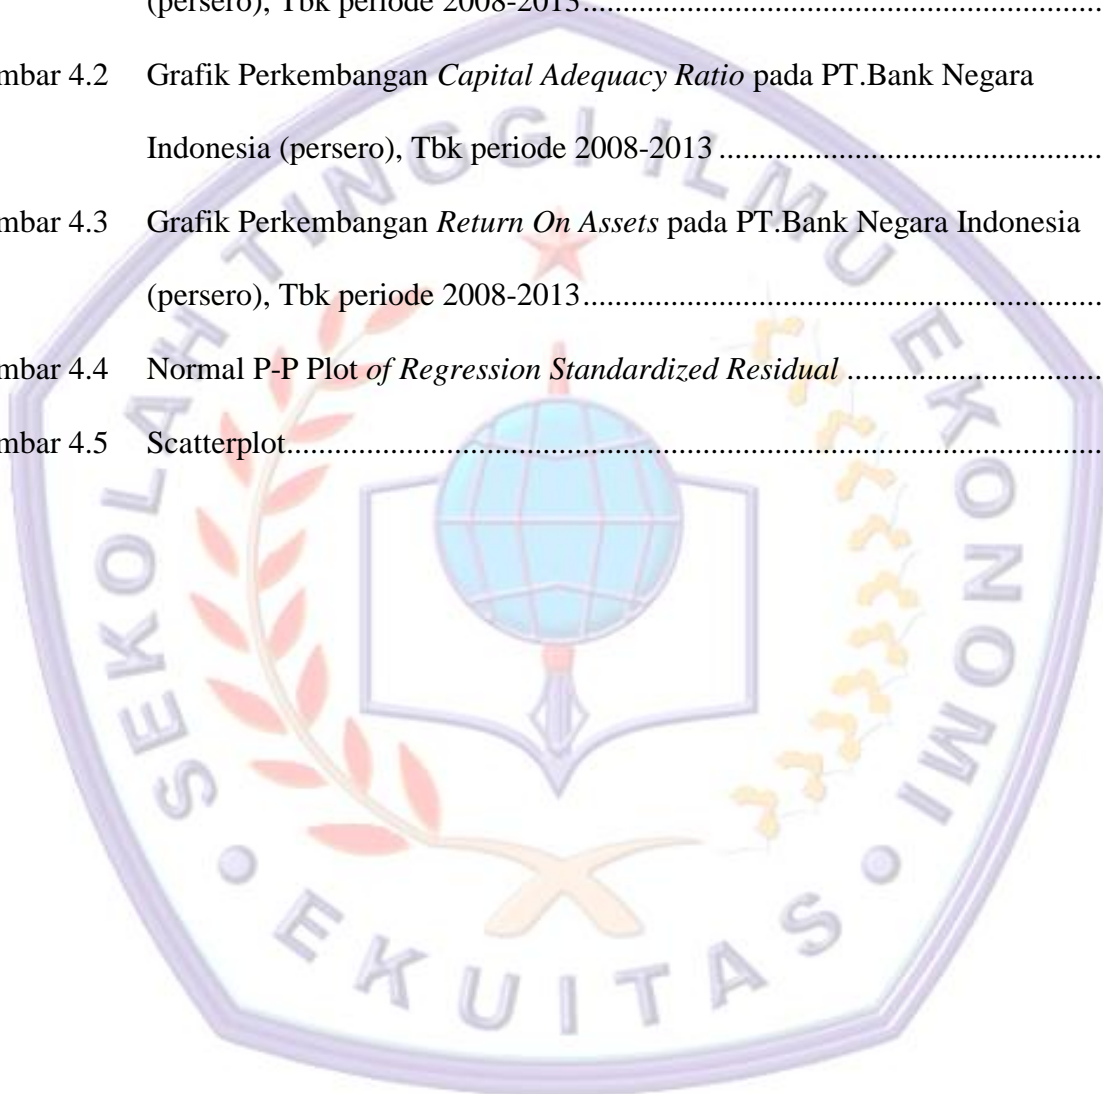 (persero), Tbk periode 2008-2013................................................................
mbar 4.2 Grafik Perkembangan Capital Adequacy Ratio pada PT.Bank Negara
Indonesia (persero), Tbk periode 2008-2013................................................
mbar 4.3 Grafik Perkembangan Return On Assets pada PT.Bank Negara Indonesia
(persero), Tbk periode 2008-2013................................................................
mbar 4.4 Normal P-P Plot of Regression Standardized Residual................................
mbar 4.5 Scatterplot....................................................................................................
SEKOLAH TINGGI ILMU EKONOMI
EKUITAS